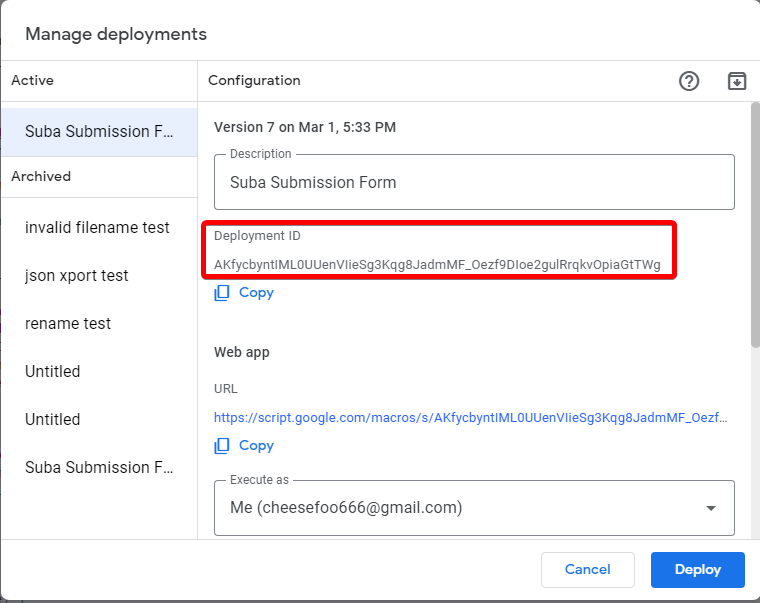 Manage deployments
Active
Suba Submission F...
Archived
invalid filename test
json xport test
rename test
Untitled
Untitled
Suba Submission F...
Configuration
Version 7 on Mar 1, 5:33 PM
Description
Suba Submission Form
Deployment ID
AKfycbyntIML0UUenVIieSg3Kqg8JadmMF_Oezf9DIoe2gulRrqkvOpiaGtTWg
Copy
Web app
URL
https://script.google.com/macros/s/AKfycbyntIML0UUenVIieSg3Kqg8JadmMF_Oezf...
Copy
Execute as
Me (cheesefoo666@gmail.com)
Cancel
Deploy